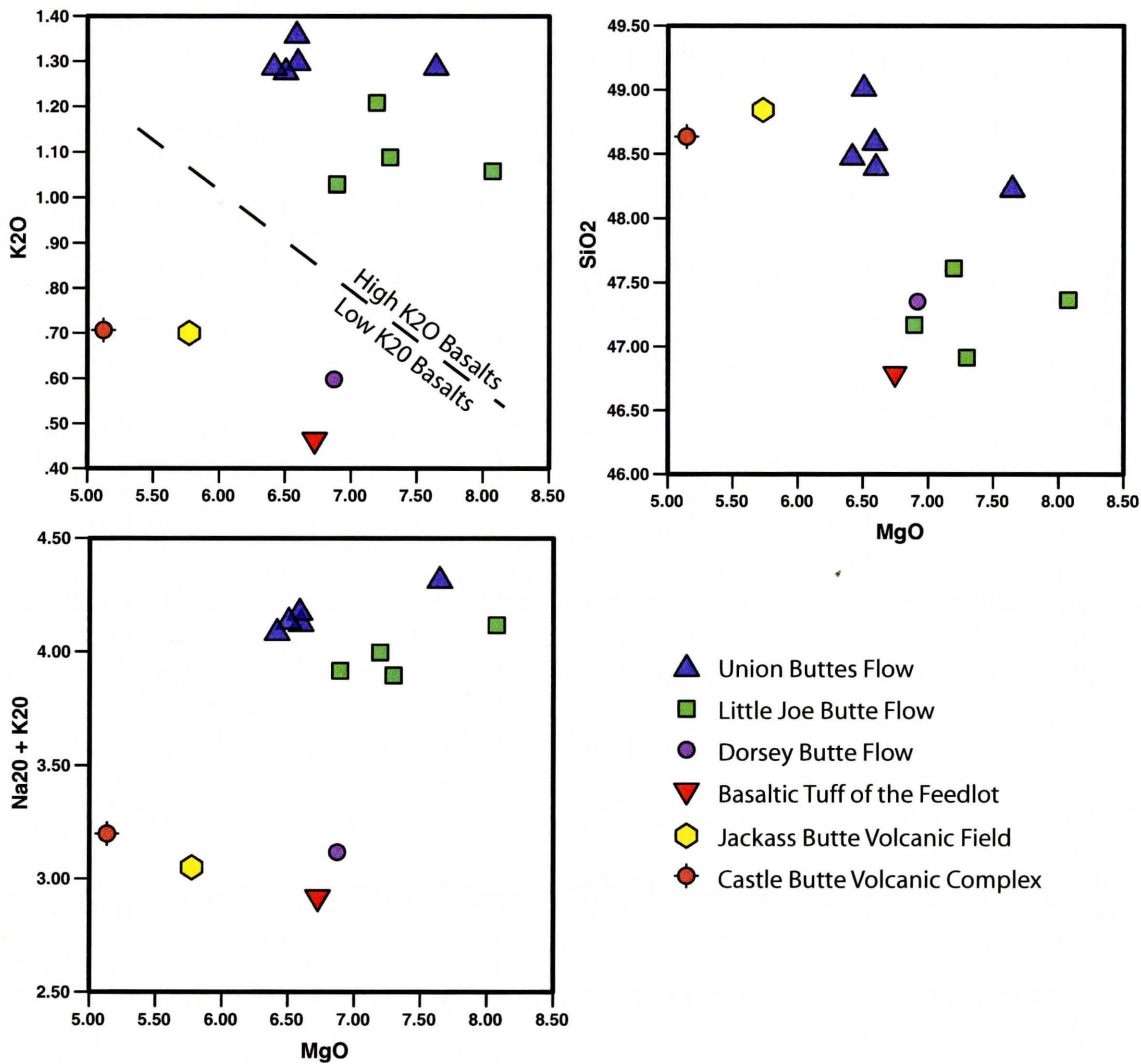 1.40
1.30
1.20
1.10
1.00
.90
.80
.70
.60
.50
.40
K2O
High K2O Basalts
Low K20 Basalts
5.00 5.50 6.00 6.50 7.00 7.50 8.00 8.50
49.50
49.00
48.50
48.00
47.50
47.00
46.50
46.00
SiO2
5.00 5.50 6.00 6.50 7.00 7.50 8.00 8.50
MgO
4.50
4.00
3.50
3.00
2.50
Na20 + K20
5.00 5.50 6.00 6.50 7.00 7.50 8.00 8.50
MgO
Union Buttes Flow
Little Joe Butte Flow
Dorsey Butte Flow
Basaltic Tuff of the Feedlot
Jackass Butte Volcanic Field
Castle Butte Volcanic Complex